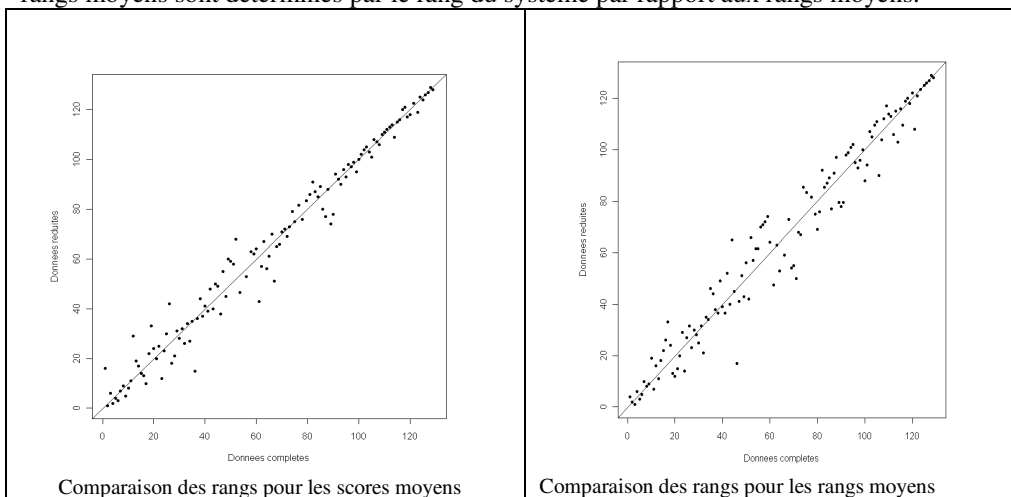 rangs moyens sont déterminés par le rang du système par rapport aux rangs moyens.
120
100
80
60
40
20
0
Donnees reduites
0 20 40 60 80 100 120
Donnees completes
Comparaison des rangs pour les scores moyens
120
100
80
60
40
20
0
Donnees reduites
0 20 40 60 80 100 120
Donnees completes
Comparaison des rangs pour les rangs moyens